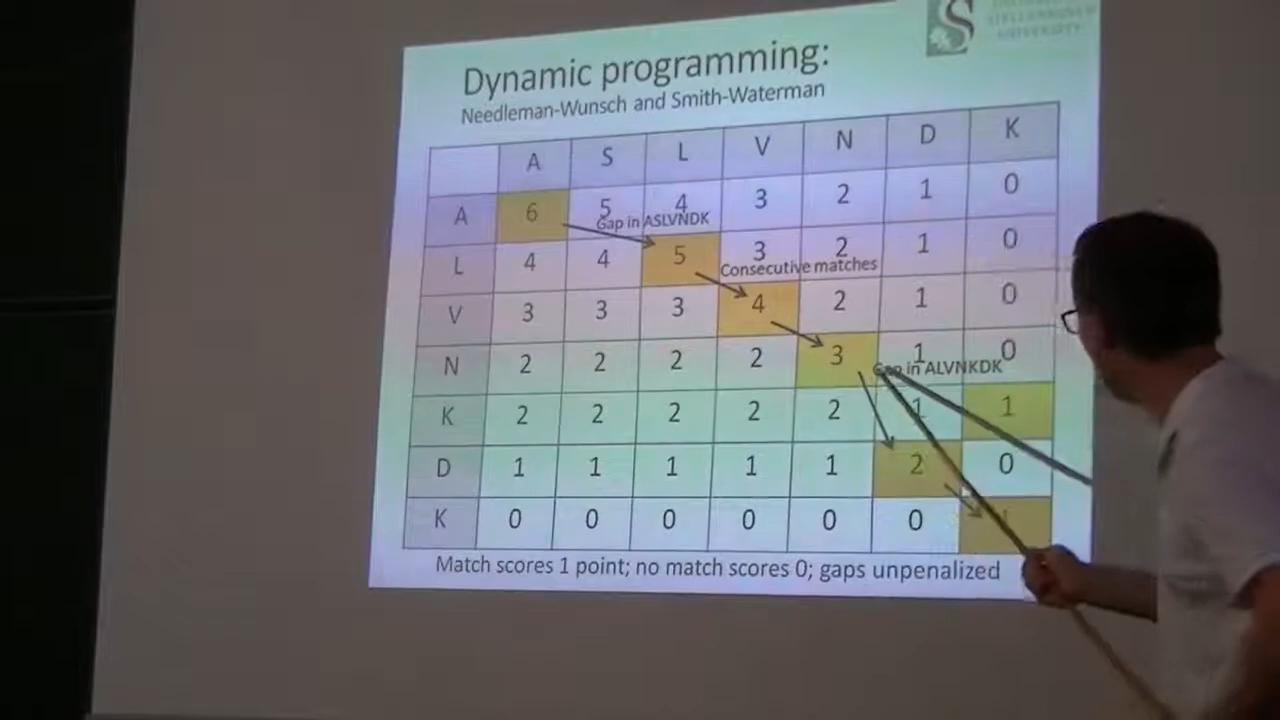 STELLENBOSCH
UNIVERSITY
Dynamic programming:
Needleman-Wunsch and Smith-Waterman
A S L V N D K
A 6 5 4 3 2 1 0
Gap in ASLVNDK
L 4 4 5 3 2 1 0
Consecutive matches
V 3 3 3 4 2 1 0
N 2 2 2 2 3 1 0
Gap in ALVNKDK
K 2 2 2 2 2 1 1
D 1 1 1 1 1 2 0
K 0 0 0 0 0 0
Match scores 1 point; no match scores 0; gaps unpenalized